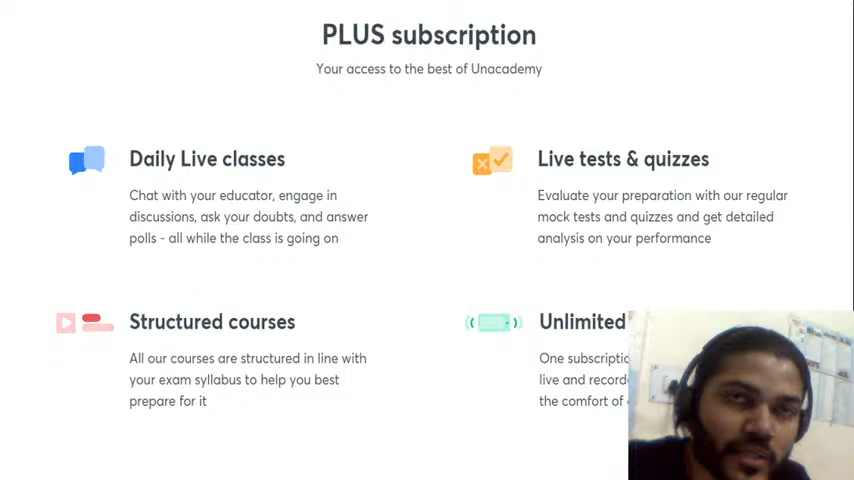 PLUS subscription
Your access to the best of Unacademy
Daily Live classes
Chat with your educator, engage in
discussions, ask your doubts, and answer
polls - all while the class is going on
Live tests & quizzes
Evaluate your preparation with our regular
mock tests and quizzes and get detailed
analysis on your performance
Structured courses
All our courses are structured in line with
your exam syllabus to help you best
prepare for it
Unlimited
One
live and
the comfort of